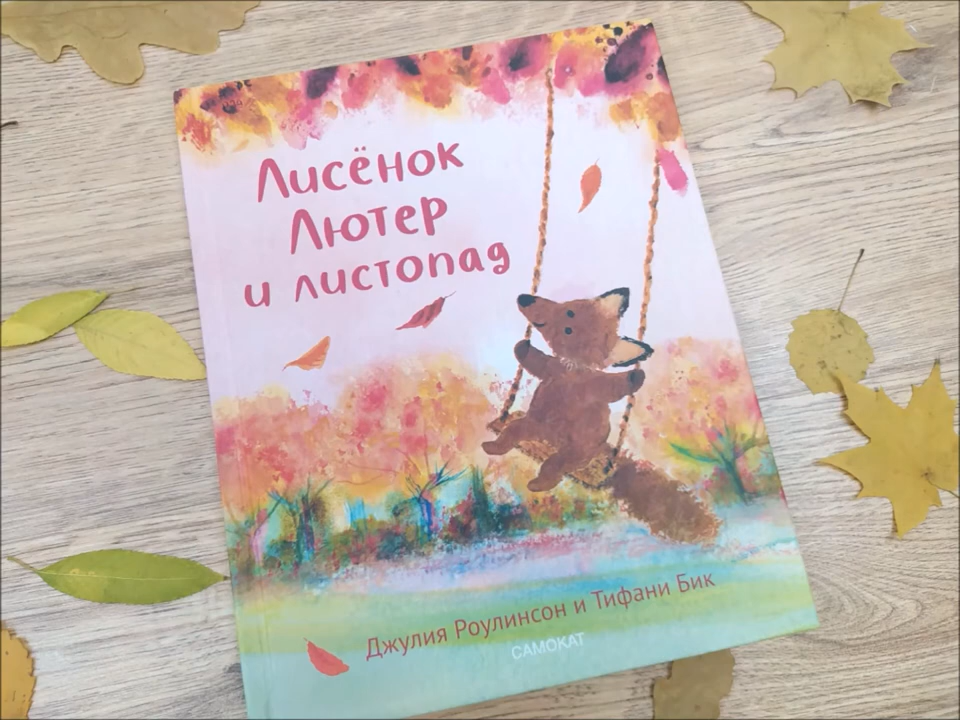 Лисёнок
Лютер
и листопад
Джулия Роулинсон и Тифани Бик
САМОКАТ